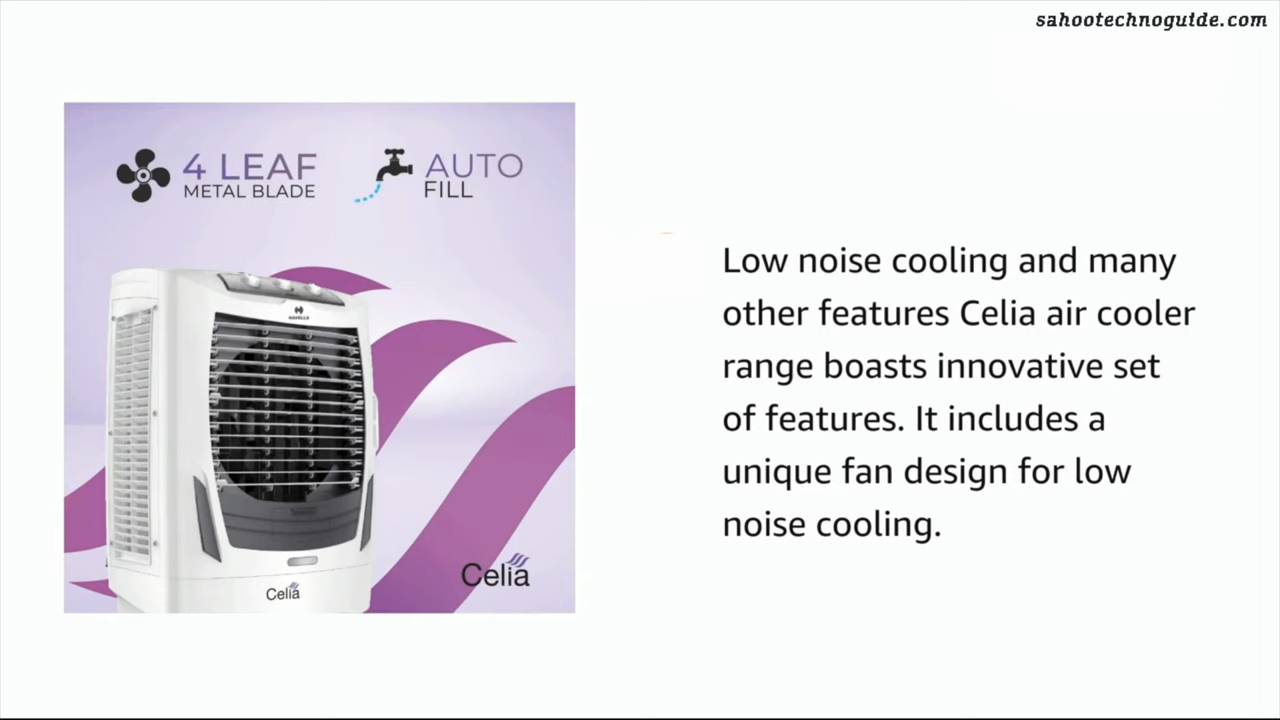 sahootechnoguide.com
4 LEAF
METAL BLADE
AUTO
FILL
HAVELLS
Celia
Celia
Low noise cooling and many
other features Celia air cooler
range boasts innovative set
of features. It includes a
unique fan design for low
noise cooling.